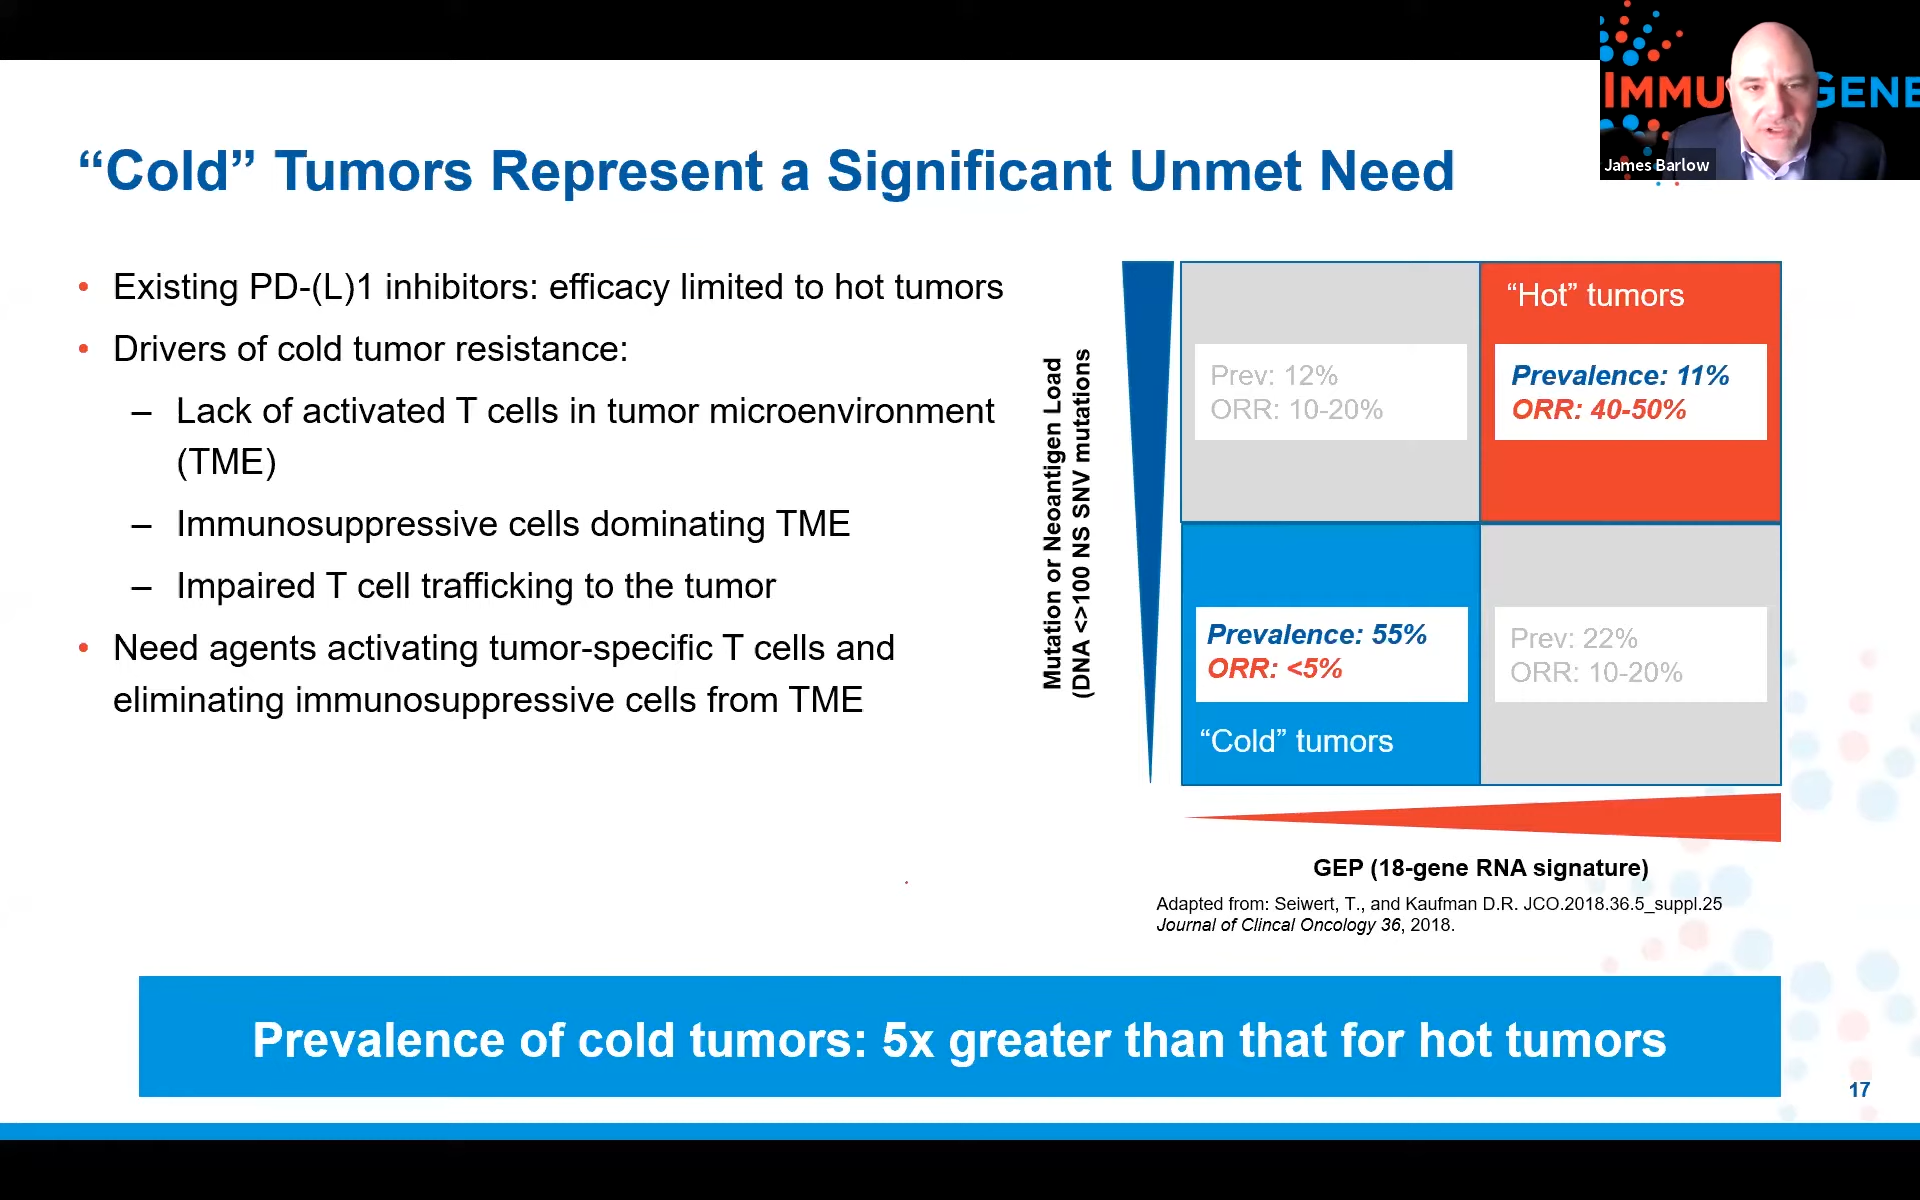 IMMU
GENE
James Barlow
“Cold” Tumors Represent a Significant Unmet Need
• Existing PD-(L)1 inhibitors: efficacy limited to hot tumors
• Drivers of cold tumor resistance:
– Lack of activated T cells in tumor microenvironment
(TME)
– Immunosuppressive cells dominating TME
– Impaired T cell trafficking to the tumor
• Need agents activating tumor-specific T cells and
eliminating immunosuppressive cells from TME
Mutation or Neoantigen Load
(DNA <>100 NS SNV mutations
Prev: 12%
ORR: 10-20%
“Hot” tumors
Prevalence: 11%
ORR: 40-50%
Prevalence: 55%
ORR: <5%
“Cold” tumors
Prev: 22%
ORR: 10-20%
GEP (18-gene RNA signature)
Adapted from: Seiwert, T., and Kaufman D.R. JCO.2018.36.5_suppl.25
Journal of Clincal Oncology 36, 2018.
Prevalence of cold tumors: 5x greater than that for hot tumors
17